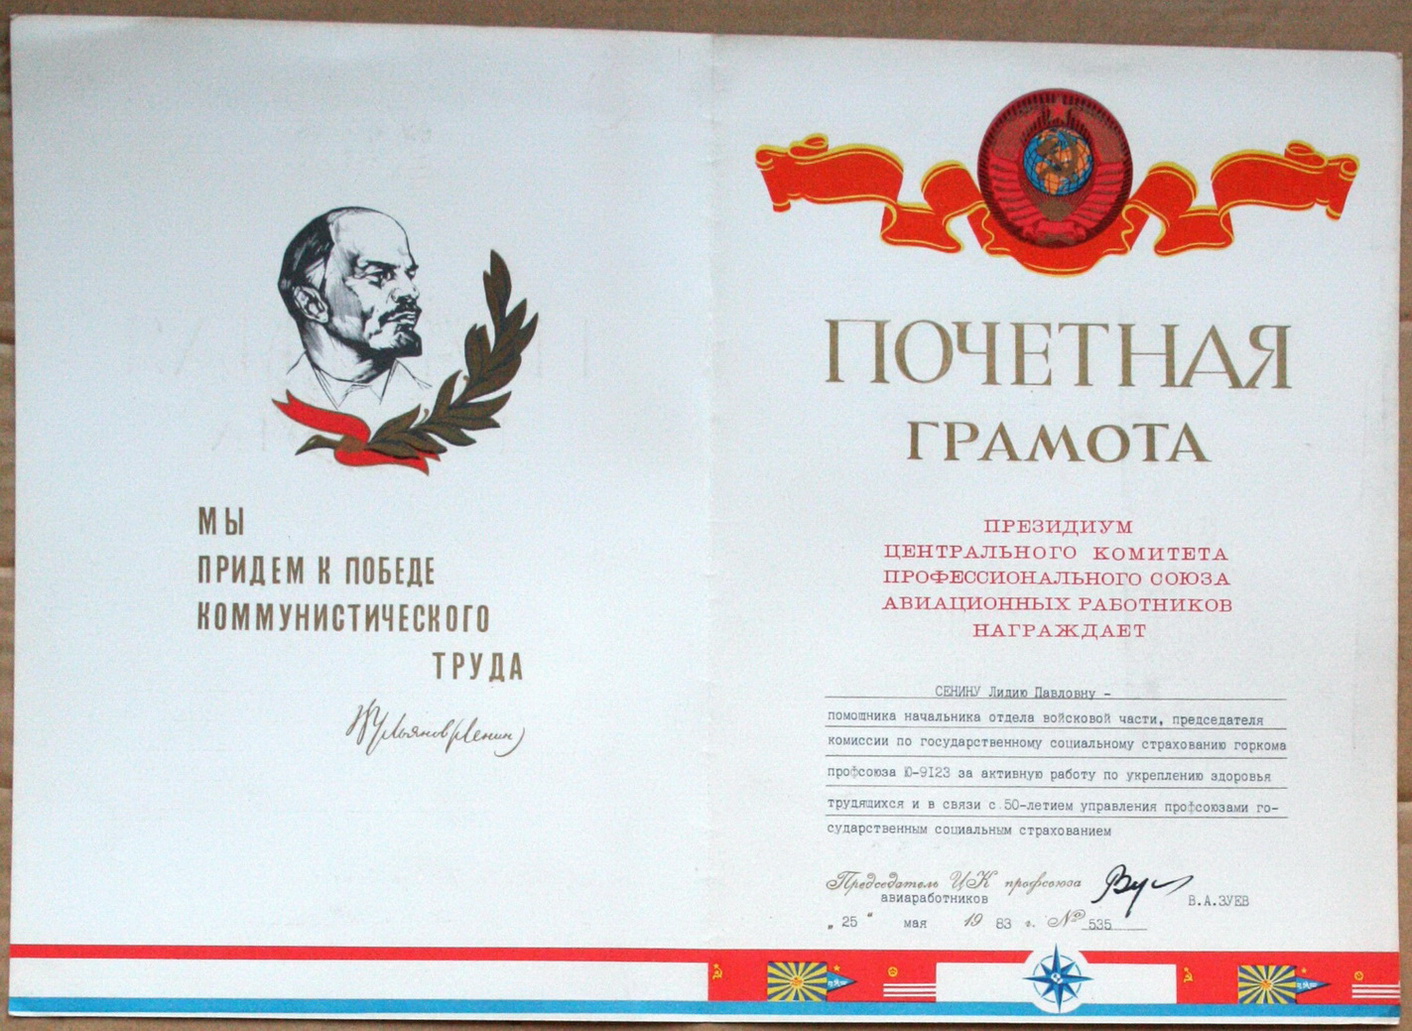 МЫ
ПРИДЕМ К ПОБЕДЕ
КОММУНИСТИЧЕСКОГО
ТРУДА
В Ульянов (Ленин)
ПОЧЕТНАЯ
ГРАМОТА
ПРЕЗИДИУМ
ЦЕНТРАЛЬНОГО КОМИТЕТА
ПРОФЕССИОНАЛЬНОГО СОЮЗА
АВИАЦИОННЫХ РАБОТНИКОВ
НАГРАЖДАЕТ
СЕНИНУ Лидию Павловну -
помощника начальника отдела войсковой части, председателя
комиссии по государственному социальному страхованию горкома
профсоюза Ю-9123 за активную работу по укреплению здоровья
трудящихся и в связи с 50-летием управления профсоюзами го-
сударственным социальным страхованием
Председатель ЦК профсоюза
авиаработников
В.А.ЗУЕВ
„ 25 “ мая 19 83 г. № 535